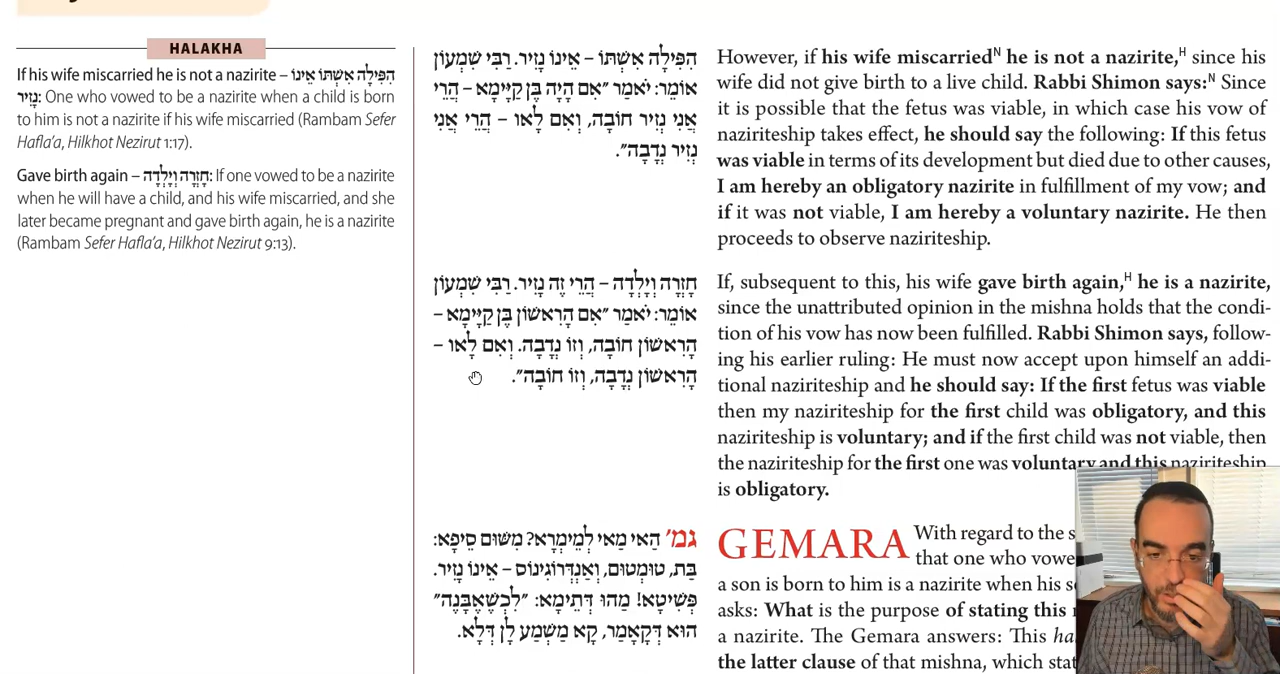 HALAKHA
If his wife miscarried he is not a nazirite – הִפִּילָה אִשְׁתּוֹ אֵינוֹ
נָזִיר: One who vowed to be a nazirite when a child is born
to him is not a nazirite if his wife miscarried (Rambam Sefer
Hafla’a, Hilkhot Nezirut 1:17).
Gave birth again – חָזְרָה וְיָלְדָה: If one vowed to be a nazirite
when he will have a child, and his wife miscarried, and she
later became pregnant and gave birth again, he is a nazirite
(Rambam Sefer Hafla’a, Hilkhot Nezirut 9:13).
הִפִּילָה אִשְׁתּוֹ – אֵינוֹ נָזִיר. רַבִּי שִׁמְעוֹן
אוֹמֵר: יֹאמַר ״אִם הָיָה בֶּן קַיָּימָא – הֲרֵי
אֲנִי נְזִיר חוֹבָה, וְאִם לָאו – הֲרֵי אֲנִי
נְזִיר נְדָבָה״.
חָזְרָה וְיָלְדָה – הֲרֵי זֶה נָזִיר. רַבִּי שִׁמְעוֹן
אוֹמֵר: יֹאמַר ״אִם הָרִאשׁוֹן בֶּן קַיָּימָא –
הָרִאשׁוֹן חוֹבָה, וְזוֹ נְדָבָה. וְאִם לָאו –
הָרִאשׁוֹן נְדָבָה, וְזוֹ חוֹבָה״.
גמ׳ הַאי מַאי לְמֵימְרָא? מִשּׁוּם סֵיפָא:
בַּת, טוּמְטוּם, וְאַנְדְּרוֹגִינוֹס – אֵינוֹ נָזִיר.
פְּשִׁיטָא! מַהוּ דְּתֵימָא: ״לִכְשֶׁאֶבָּנֶה״
הוּא דְּקָאָמַר, קָא מַשְׁמַע לַן דְּלָא.
However, if his wife miscarriedᴺ he is not a nazirite,ᴴ since his
wife did not give birth to a live child. Rabbi Shimon says:ᴺ Since
it is possible that the fetus was viable, in which case his vow of
naziriteship takes effect, he should say the following: If this fetus
was viable in terms of its development but died due to other causes,
I am hereby an obligatory nazirite in fulfillment of my vow; and
if it was not viable, I am hereby a voluntary nazirite. He then
proceeds to observe naziriteship.
If, subsequent to this, his wife gave birth again,ᴴ he is a nazirite,
since the unattributed opinion in the mishna holds that the condi-
tion of his vow has now been fulfilled. Rabbi Shimon says, follow-
ing his earlier ruling: He must now accept upon himself an addi-
tional naziriteship and he should say: If the first fetus was viable
then my naziriteship for the first child was obligatory, and this
naziriteship is voluntary; and if the first child was not viable, then
the naziriteship for the first one was voluntary and this naziriteship
is obligatory.
GEMARA With regard to the
that one who
a son is born to him is a nazirite when his
asks: What is the purpose of stating this
a nazirite. The Gemara answers: This
the latter clause of that mishna, which